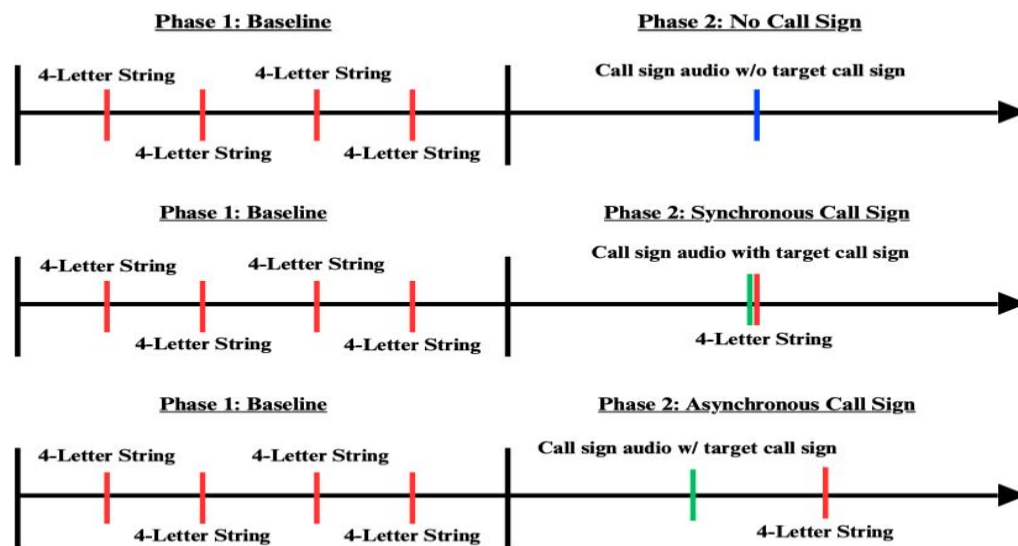 Phase 1: Baseline
Phase 2: No Call Sign
4-Letter String
4-Letter String
Call sign audio w/o target call sign
4-Letter String
4-Letter String
Phase 1: Baseline
Phase 2: Synchronous Call Sign
4-Letter String
4-Letter String
Call sign audio with target call sign
4-Letter String
4-Letter String
4-Letter String
Phase 1: Baseline
Phase 2: Asynchronous Call Sign
4-Letter String
4-Letter String
Call sign audio w/ target call sign
4-Letter String
4-Letter String
4-Letter String